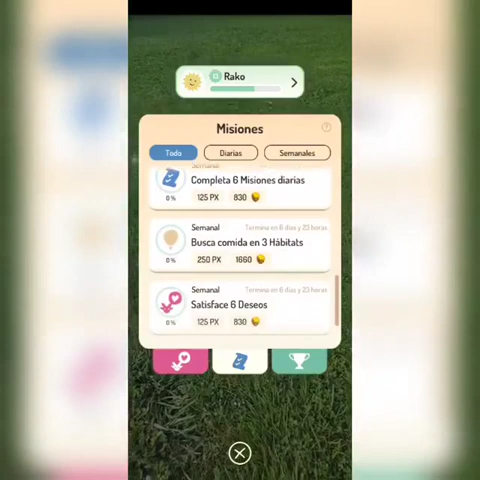 15 Rako
Misiones
Todo
Diarias
Semanales
Semanal
Completa 6 Misiones diarias
0%
125 PX
830
Semanal
Termina en 6 días y 23 horas
Busca comida en 3 Hábitats
0%
250 PX
1660
Semanal
Termina en 6 días y 23 horas
Satisface 6 Deseos
0%
125 PX
830